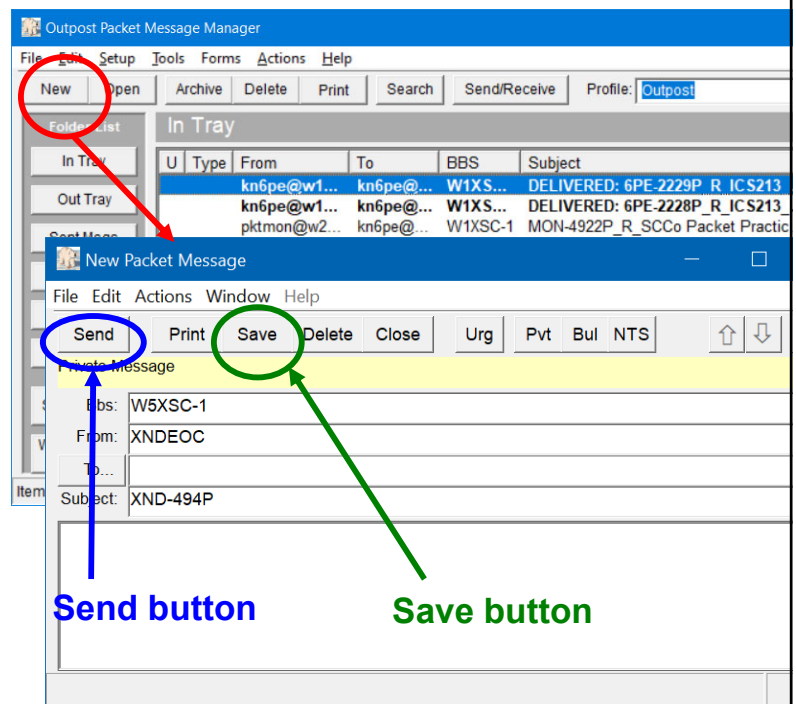 Outpost Packet Message Manager
File Edit Setup Tools Forms Actions Help
New Open Archive Delete Print Search Send/Receive Profile: Outpost
Folder List In Tray
In Tray U Type From To BBS Subject
kn6pe@w1... kn6pe@... W1XS... DELIVERED: 6PE-2229P_R_ICS213_
Out Tray kn6pe@w1... kn6pe@... W1XS... DELIVERED: 6PE-2228P_R_ICS213_
pktmon@w2... kn6pe@... W1XSC-1 MON-4922P_R_SCCo Packet Practic
New Packet Message
File Edit Actions Window Help
Send Print Save Delete Close Urg Pvt Bul NTS
Private Message
Bbs: W5XSC-1
From: XNDEOC
To...
Item
Subject: XND-494P
Send button Save button